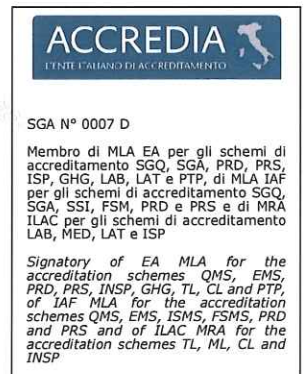 ACCREDIA
L'ENTE ITALIANO DI ACCREDITAMENTO
SGA N° 0007 D
Membro di MLA EA per gli schemi di
accreditamento SGQ, SGA, PRD, PRS,
ISP, GHG, LAB, LAT e PTP, di MLA IAF
per gli schemi di accreditamento SGQ,
SGA, SSI, FSM, PRD e PRS e di MRA
ILAC per gli schemi di accreditamento
LAB, MED, LAT e ISP
Signatory of EA MLA for the
accreditation schemes QMS, EMS,
PRD, PRS, INSP, GHG, TL, CL and PTP,
of IAF MLA for the accreditation
schemes QMS, EMS, ISMS, FSMS, PRD
and PRS and of ILAC MRA for the
accreditation schemes TL, ML, CL and
INSP